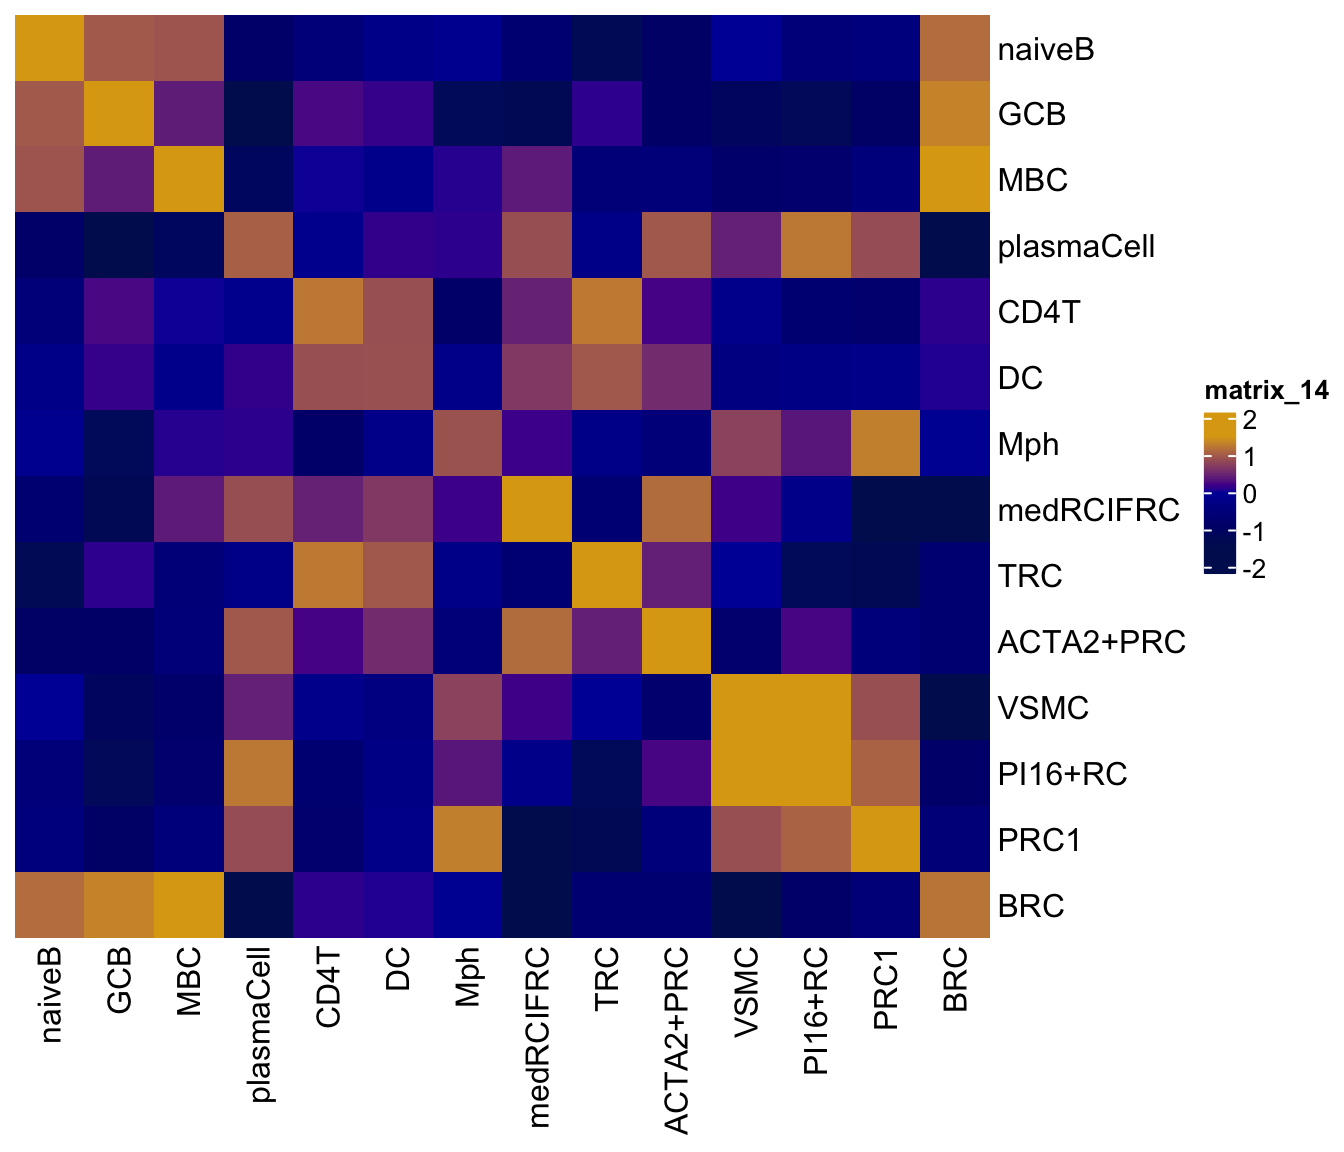 naiveB
GCB
MBC
plasmaCell
CD4T
DC
Mph
medRCIFRC
TRC
ACTA2+PRC
VSMC
PI16+RC
PRC1
BRC
matrix_14
2
1
0
-1
-2
naiveB
GCB
MBC
plasmaCell
CD4T
DC
Mph
medRCIFRC
TRC
ACTA2+PRC
VSMC
PI16+RC
PRC1
BRC